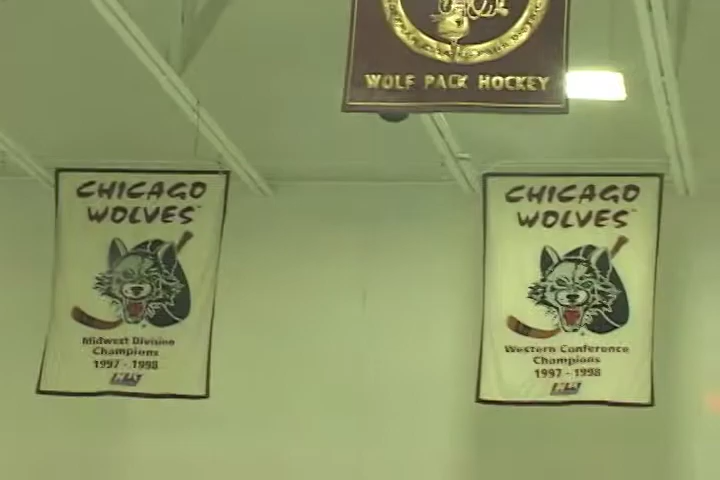 WOLF PACK HOCKEY
CHICAGO
WOLVES
Midwest Division
Champions
1997 - 1998
CHICAGO
WOLVES
Western Conference
Champions
1997 - 1998